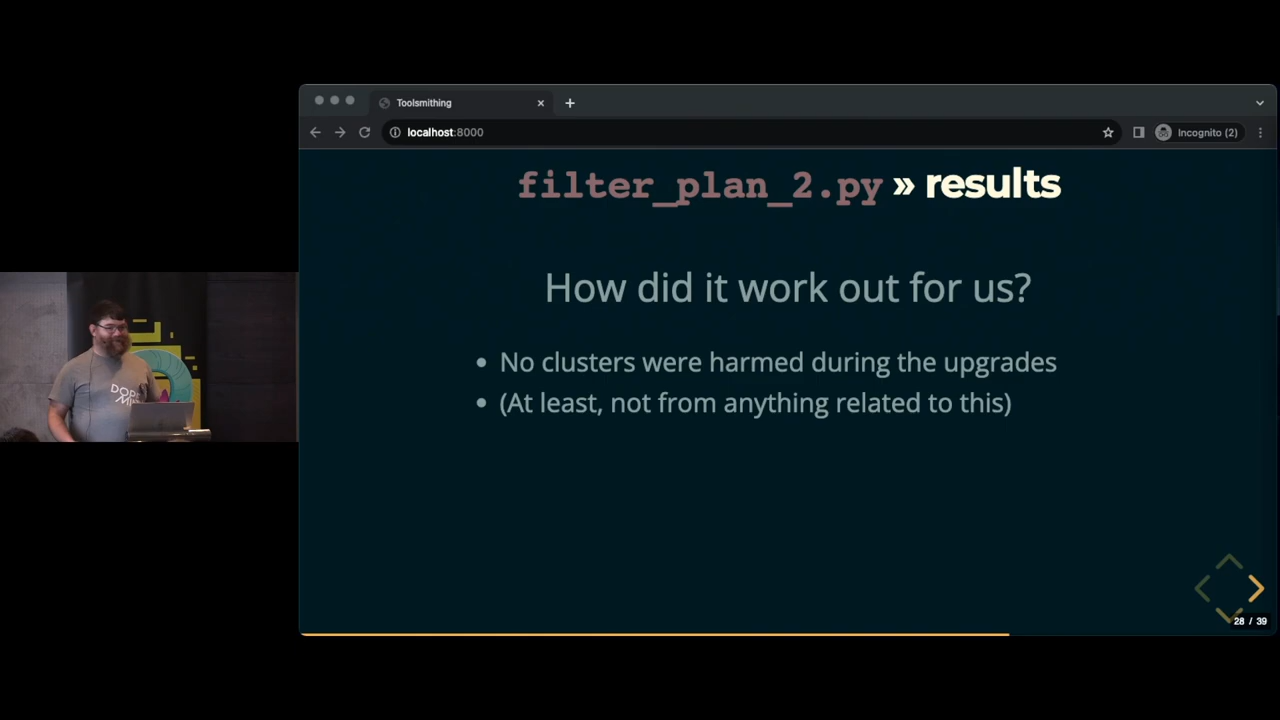 Toolsmithing
localhost:8000
Incognito (2)
filter_plan_2.py » results
How did it work out for us?
• No clusters were harmed during the upgrades
• (At least, not from anything related to this)
28 / 39